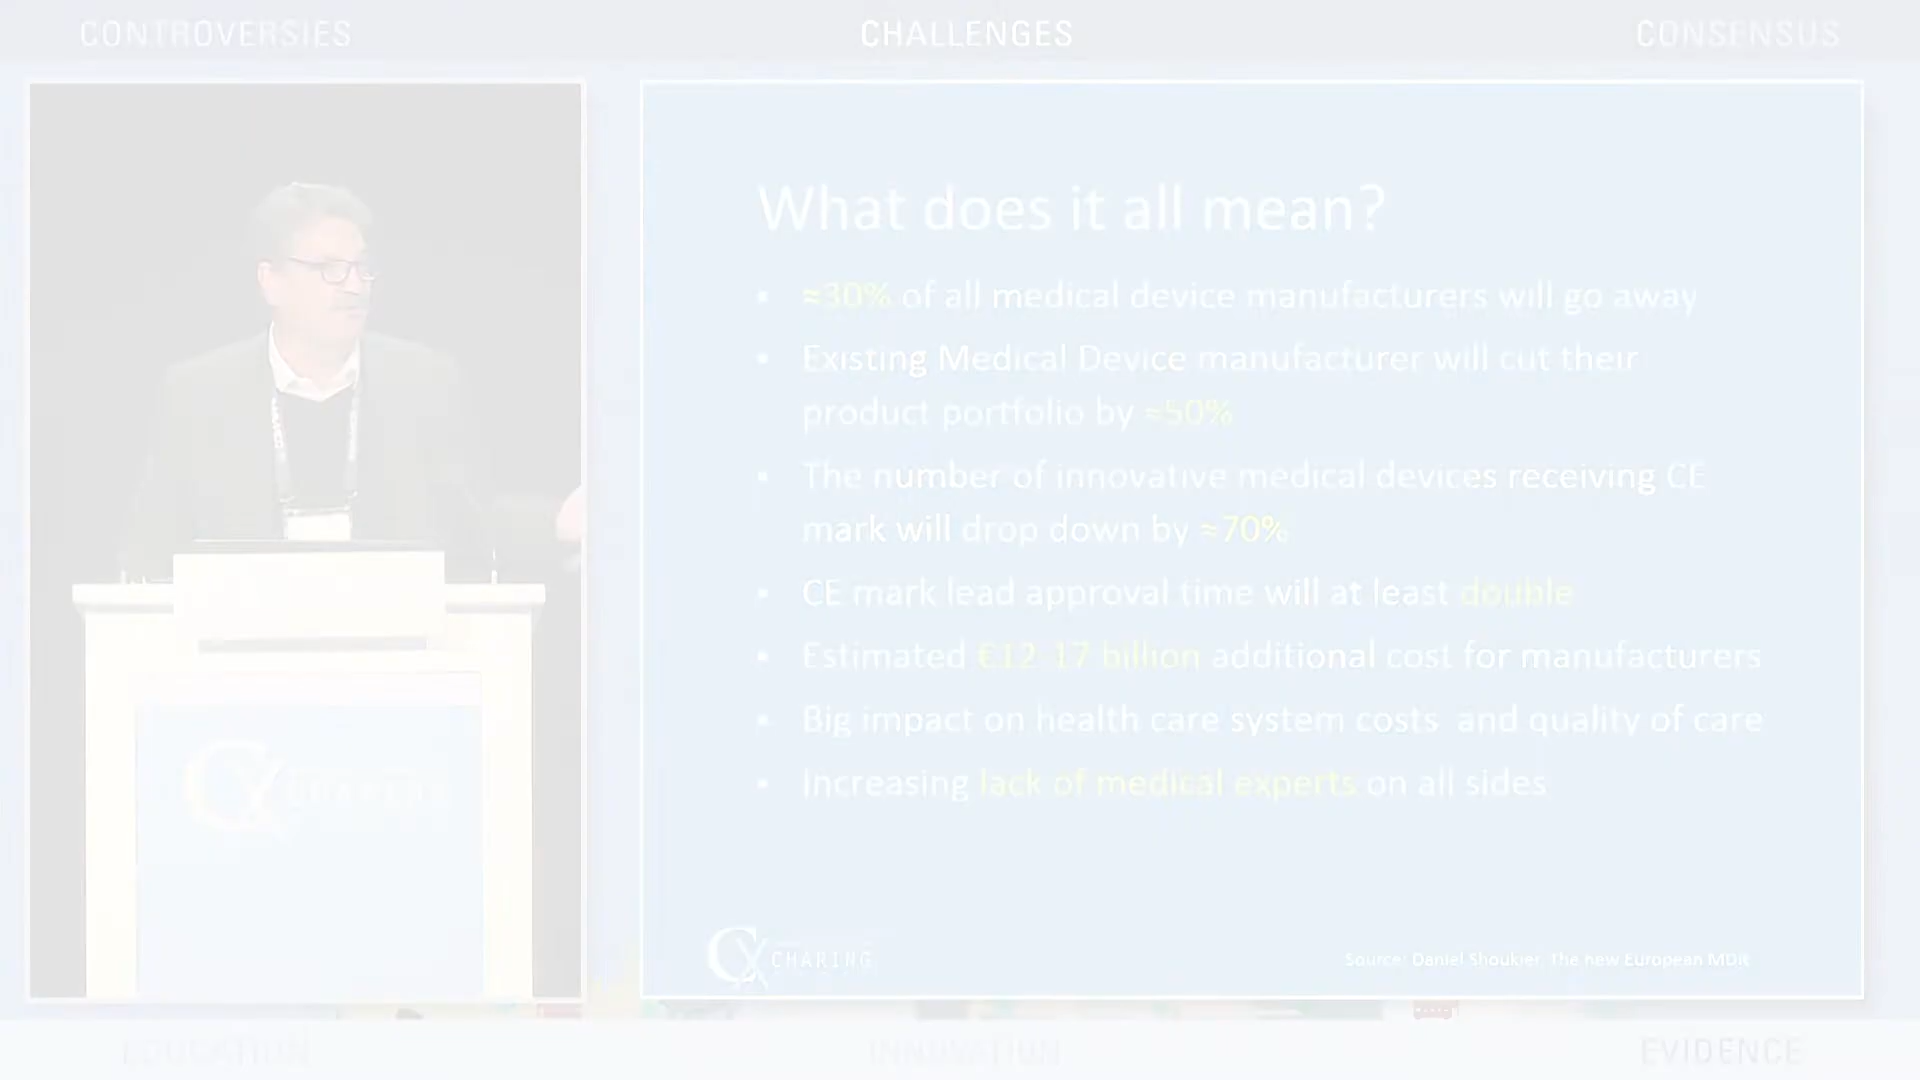 CONTROVERSIES
CHALLENGES
CONSENSUS
What does it all mean?
▪ ≈30% of all medical device manufacturers will go away
▪ Existing Medical Device manufacturer will cut their
product portfolio by ≈50%
▪ The number of innovative medical devices receiving CE
mark will drop down by ≈70%
▪ CE mark lead approval time will at least double
▪ Estimated €12-17 billion additional cost for manufacturers
▪ Big impact on health care system costs and quality of care
▪ Increasing lack of medical experts on all sides
CX
CX CHARING
Source: Daniel Shoukier, The new European MDR
EDUCATION
INNOVATION
EVIDENCE